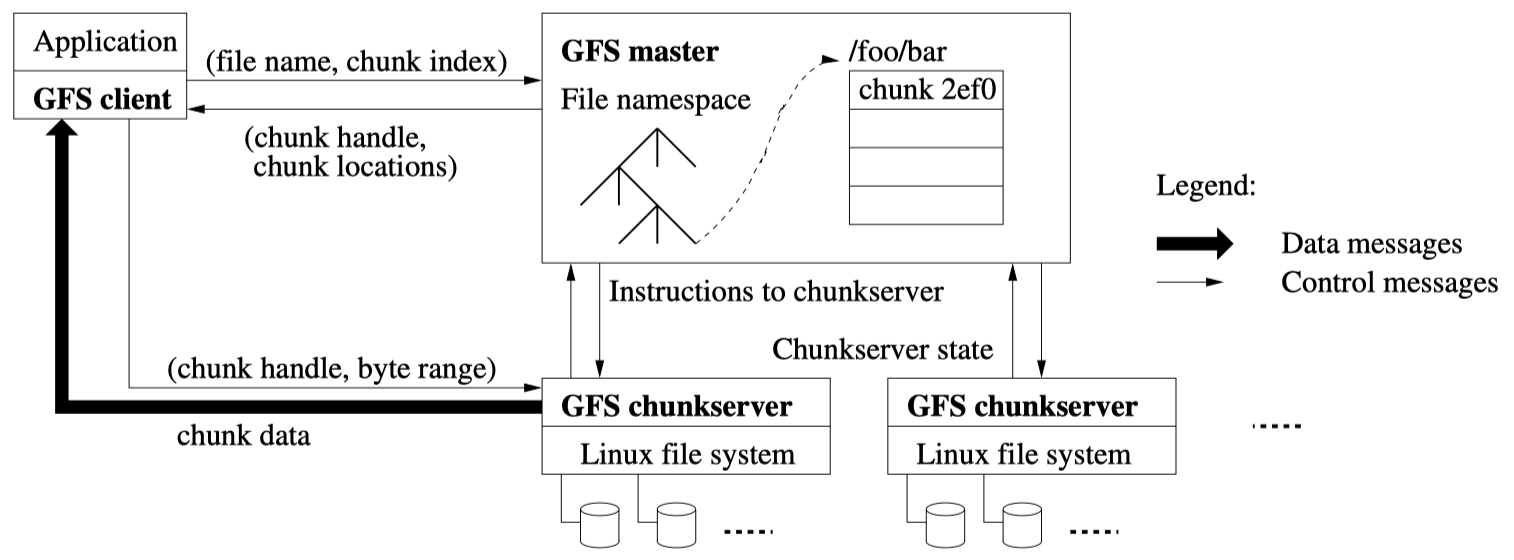 Application
GFS client
(file name, chunk index)
(chunk handle,
chunk locations)
GFS master
File namespace
/foo/bar
chunk 2ef0
Legend:
Data messages
Control messages
Instructions to chunkserver
Chunkserver state
(chunk handle, byte range)
chunk data
GFS chunkserver
Linux file system
GFS chunkserver
Linux file system